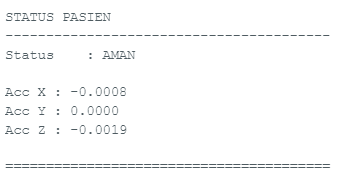 STATUS PASIEN
----------------------------------------
Status    : AMAN
Acc X : -0.0008
Acc Y : 0.0000
Acc Z : -0.0019
========================================